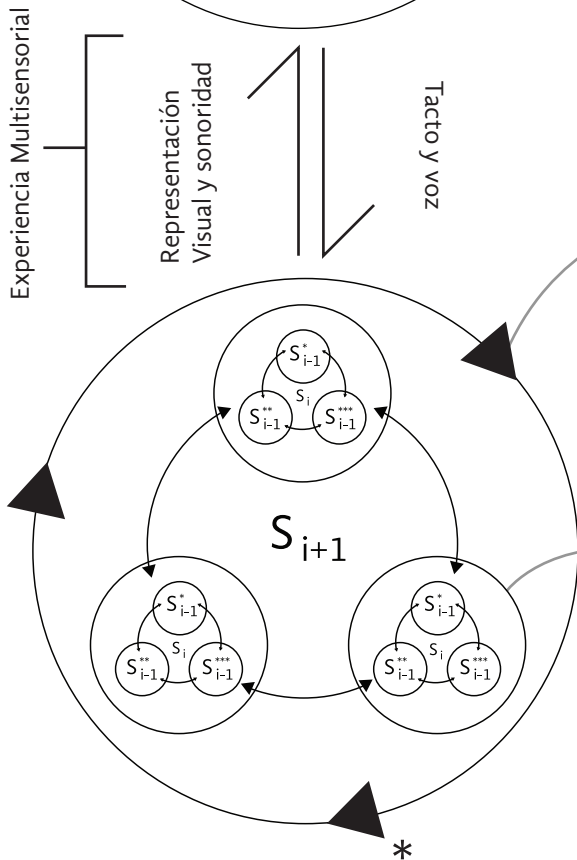 Experiencia Multisensorial
Representación
Visual y sonoridad
Tacto y voz
S*i-1
Si
S**i-1
S***i-1
Si+1
S*i-1
Si
S**i-1
S***i-1
S*i-1
Si
S**i-1
S***i-1
*